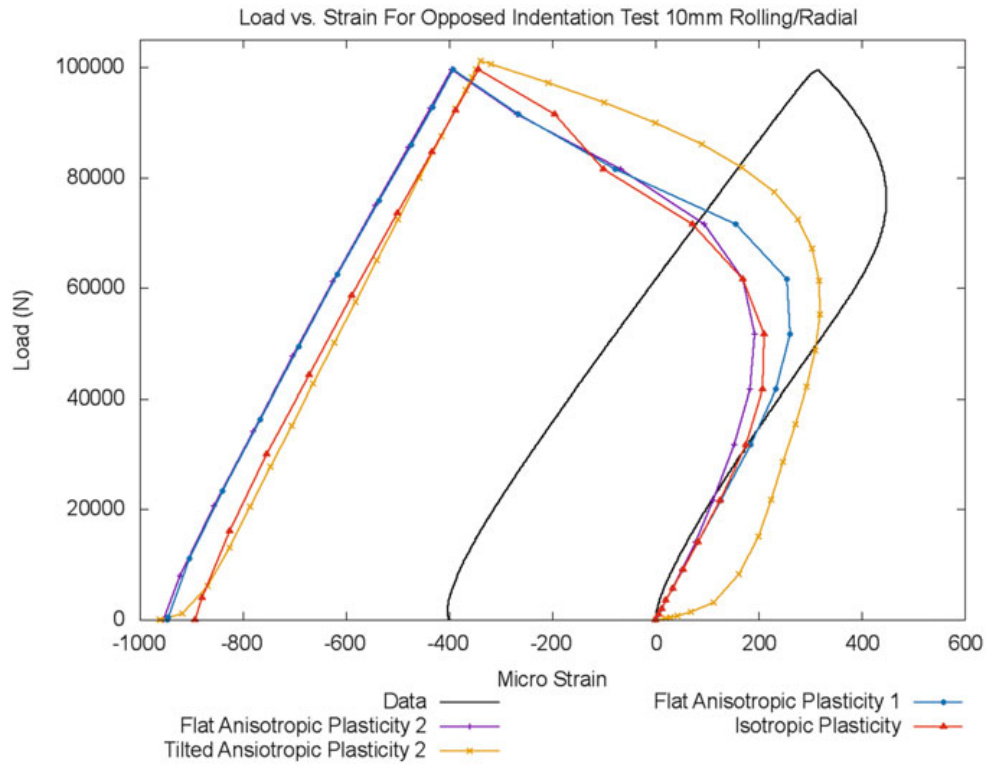 Load vs. Strain For Opposed Indentation Test 10mm Rolling/Radial
100000
80000
60000
40000
20000
0
Load (N)
-1000 -800 -600 -400 -200 0 200 400 600
Micro Strain
Data Flat Anisotropic Plasticity 1
Flat Anisotropic Plasticity 2 Isotropic Plasticity
Tilted Ansiotropic Plasticity 2